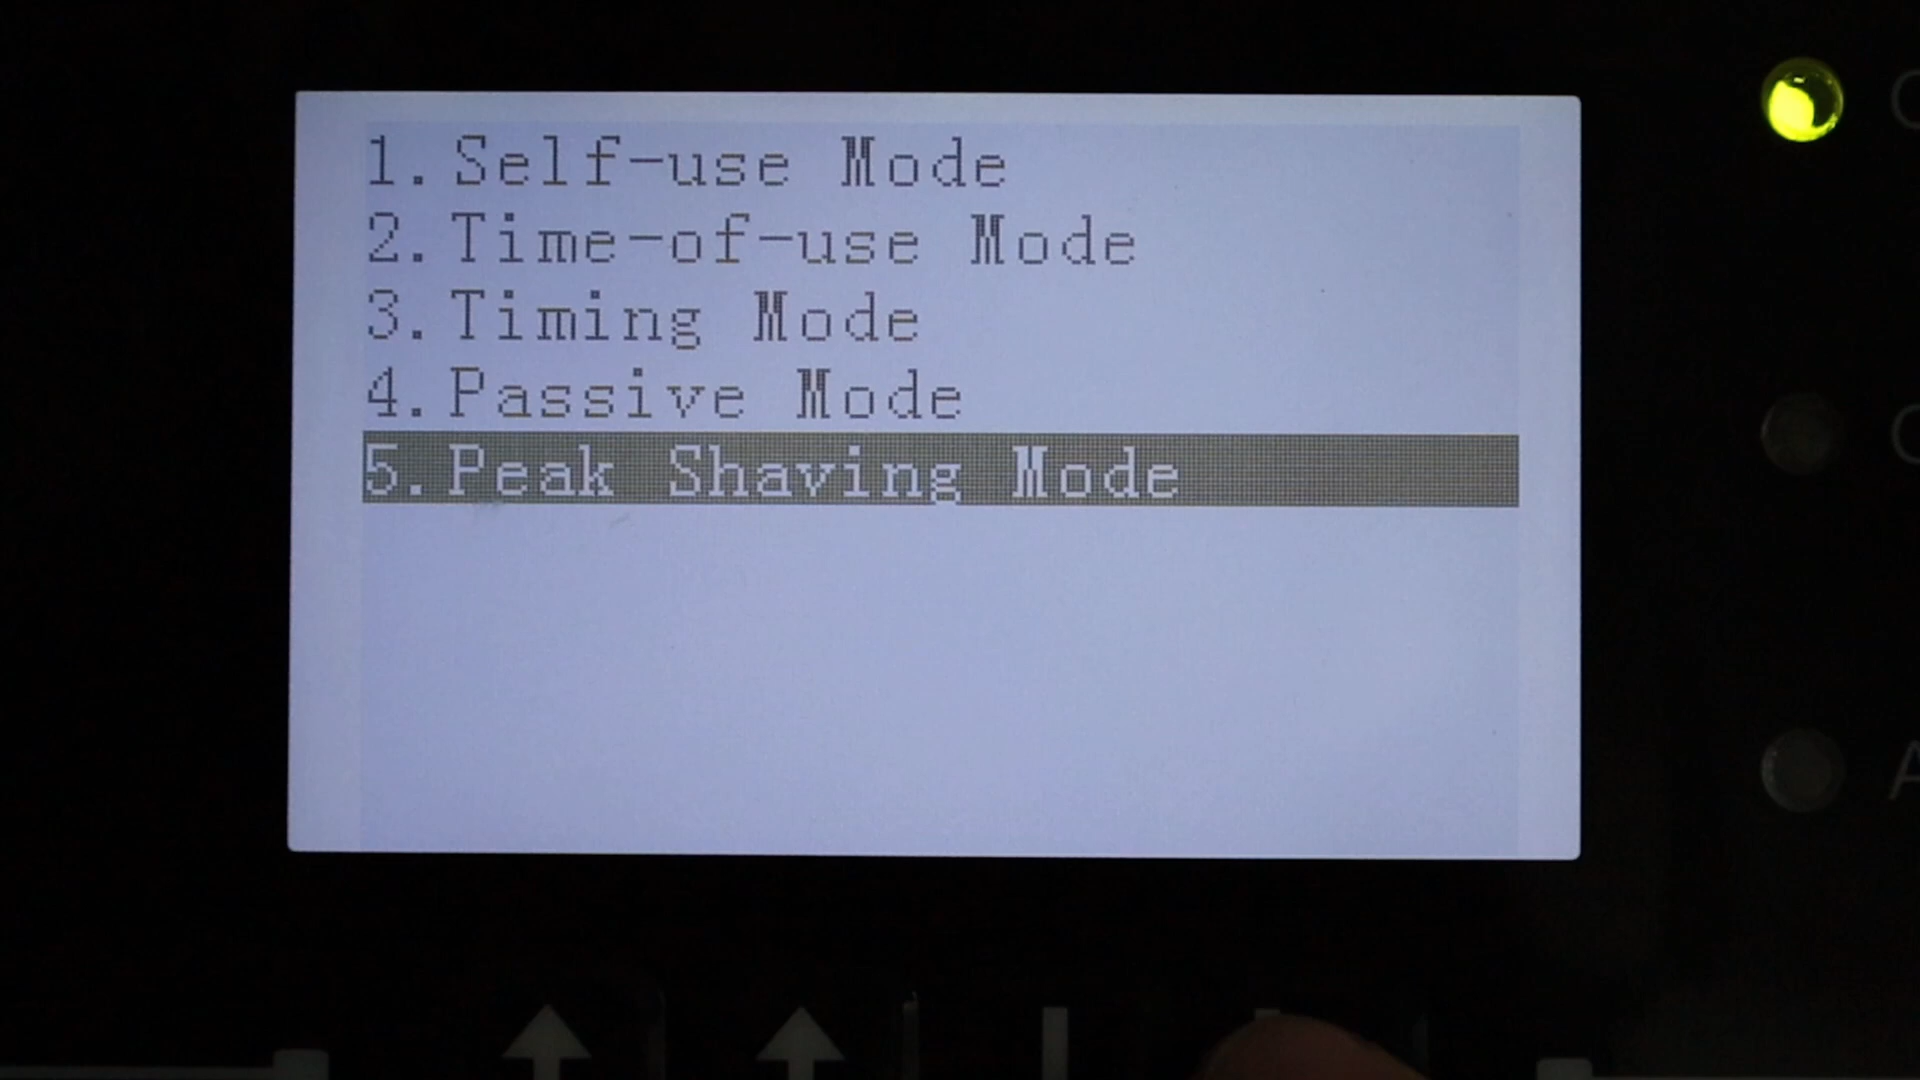 1.Self-use Mode
2.Time-of-use Mode
3.Timing Mode
4.Passive Mode
5.Peak Shaving Mode